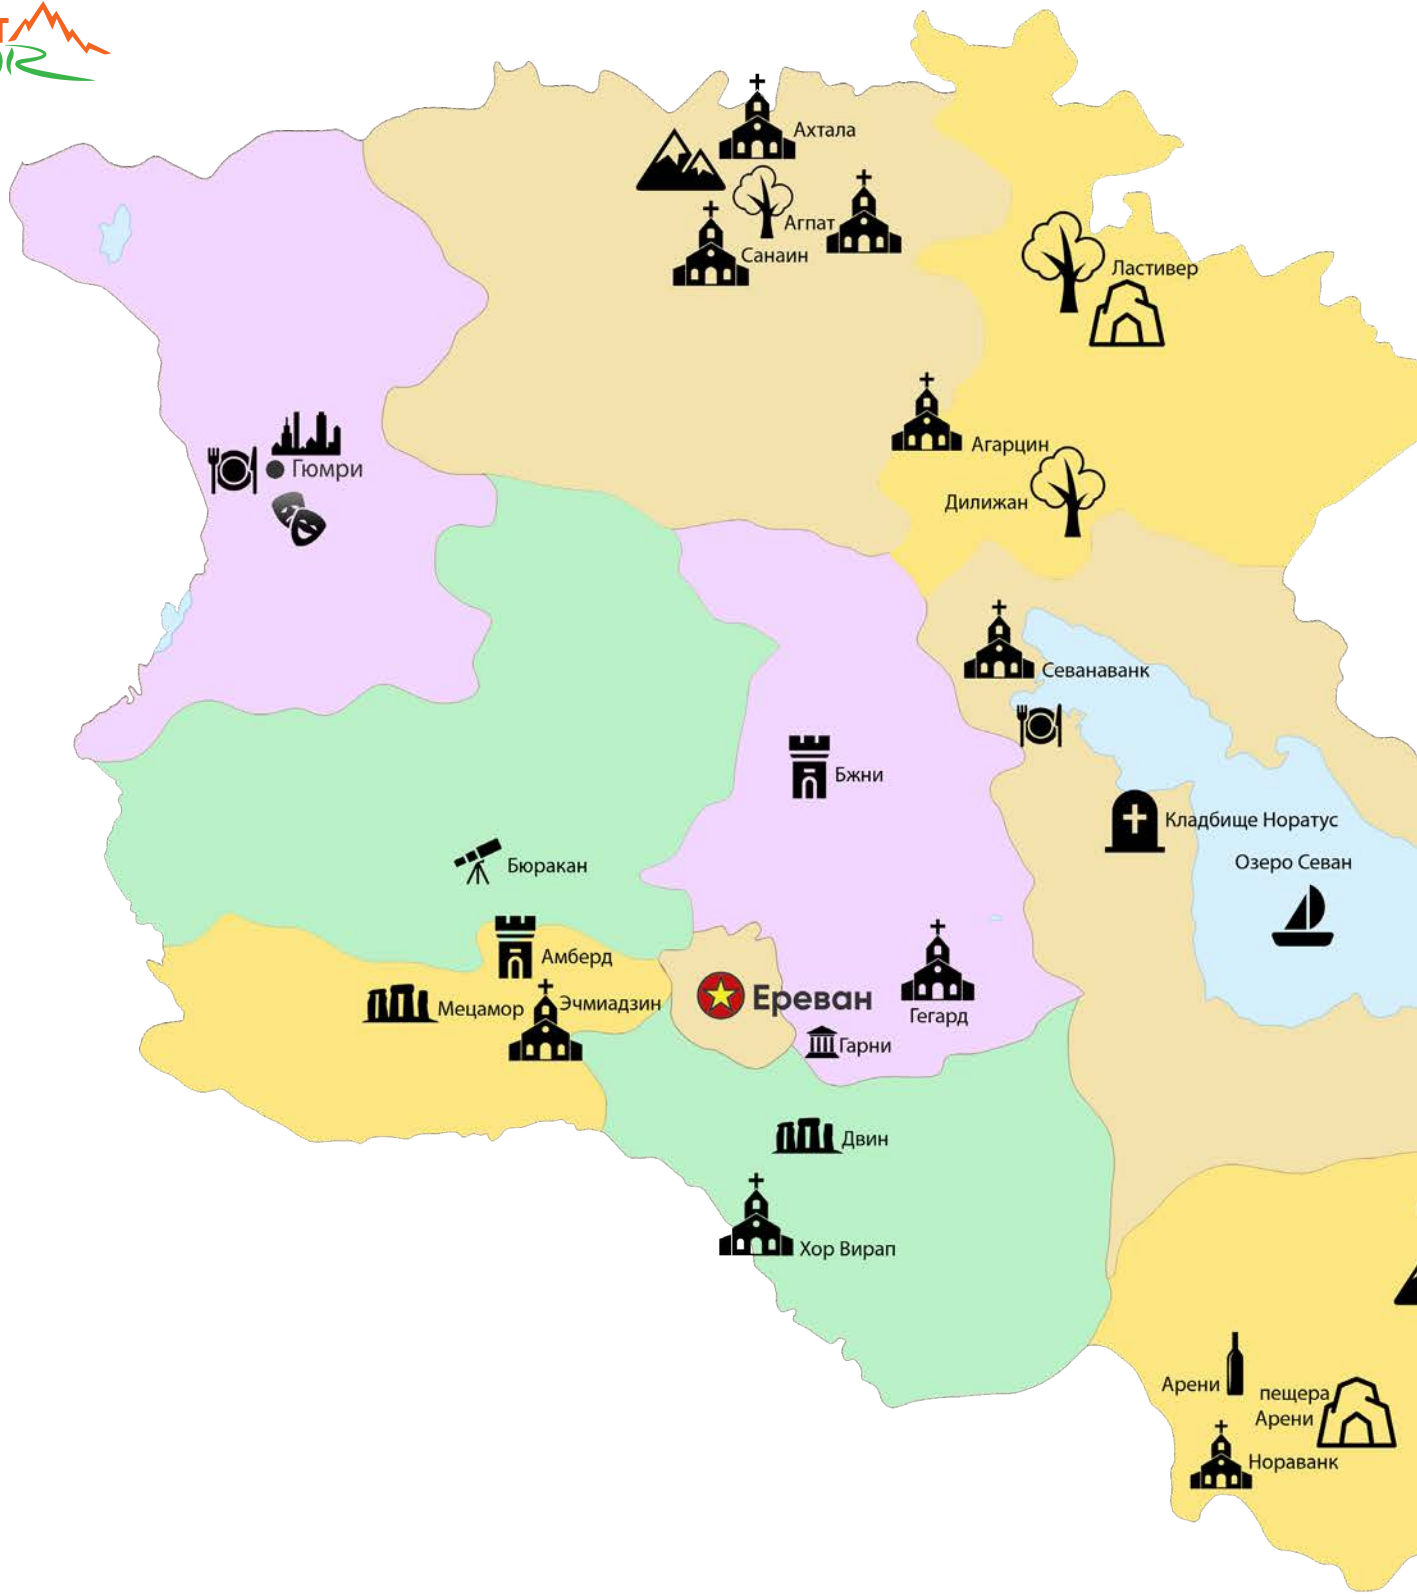 Ахтала
Агпат
Санаин
Ластивер
Агарцин
Гюмри
Дилижан
Севанаванк
Бжни
Кладбище Норатус
Озеро Севан
Бюракан
Амберд
Мецамор
Эчмиадзин
Ереван
Гегард
Гарни
Двин
Хор Вирап
Арени
пещера
Арени
Нораванк